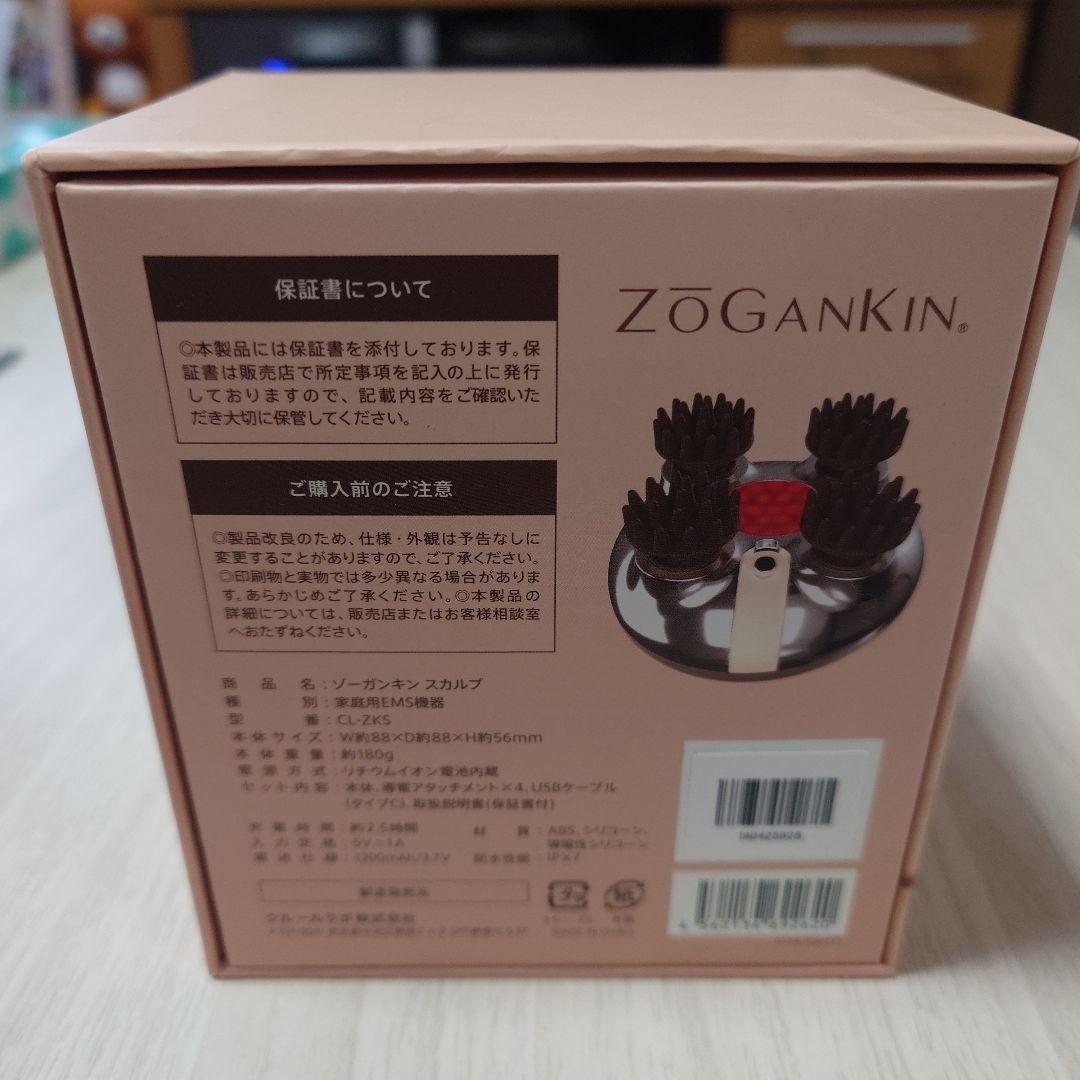 保証書について
◎本製品には保証書を添付しております。保
証書は販売店で所定事項を記入の上に発行
しておりますので、記載内容をご確認いた
だき大切に保管してください。
ご購入前のご注意
◎製品改良のため、仕様・外観は予告なしに
変更することがありますので、ご了承ください。
◎印刷物と実物では多少異なる場合がありま
す。あらかじめご了承ください。◎本製品の
詳細については、販売店またはお客様相談室
へおたずねください。
ZōGANKIN®
商品名：ゾーガンキン スカルプ
種別：家庭用EMS機器
型番：CL-ZKS
本体サイズ：W約88×D約88×H約56mm
本体重量：約180g
電源方式：リチウムイオン電池内蔵
セット内容：本体、導電アタッチメント×4、USBケーブル
(タイプC)、取扱説明書(保証書付)
充電時間：約2.5時間
入力定格：5V=1A
電池仕様：1200mAh/3.7V
材質：ABS、シリコーン、
導電性シリコーン
防水性能：IPX7
製造発売元
クルールラボ株式会社